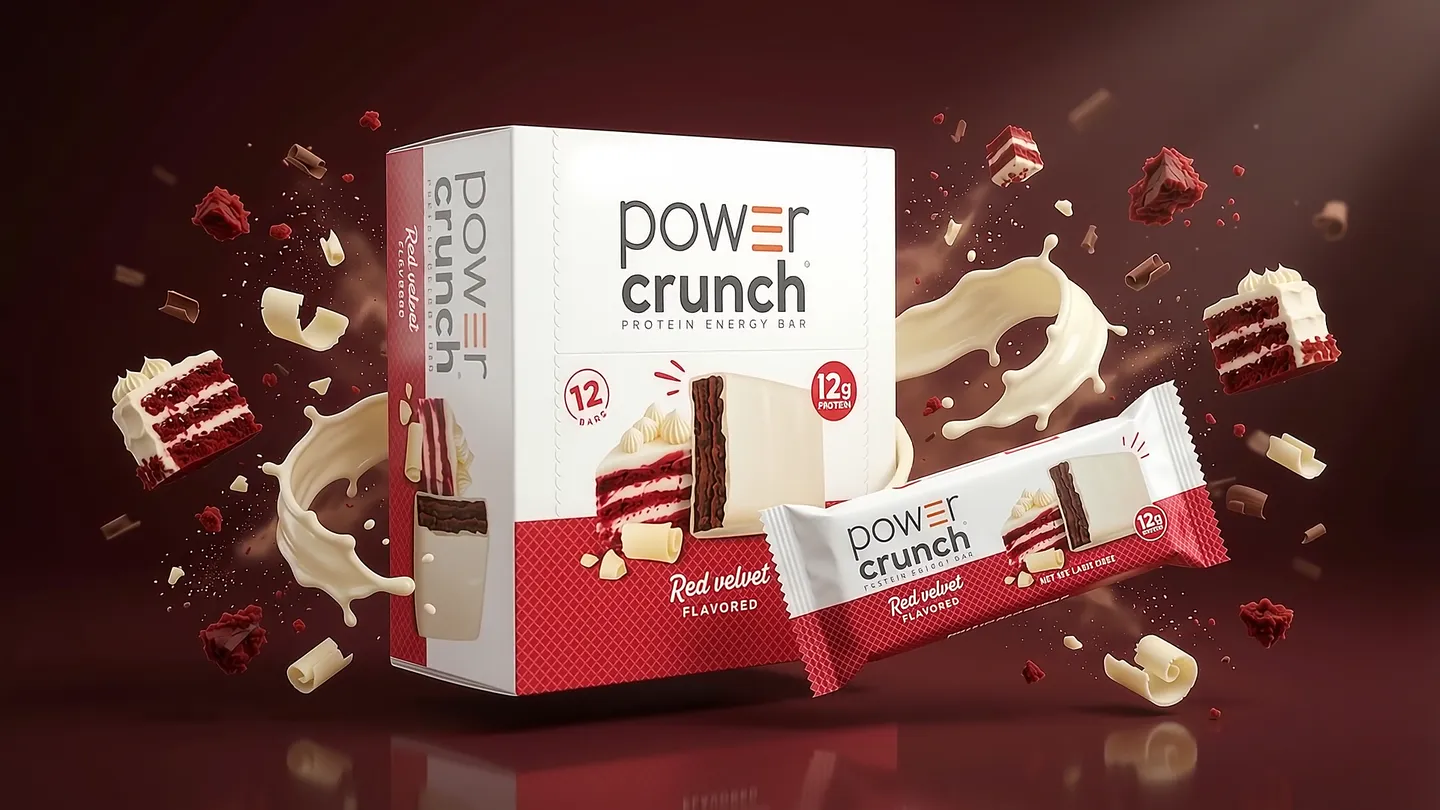 power
crunch
PROTEIN ENERGY BAR
12
BARS
12g
PROTEIN
Red velvet
FLAVORED
power
crunch
Red velvet
power
crunch
BAR
12g
Red velvet
FLAVORED